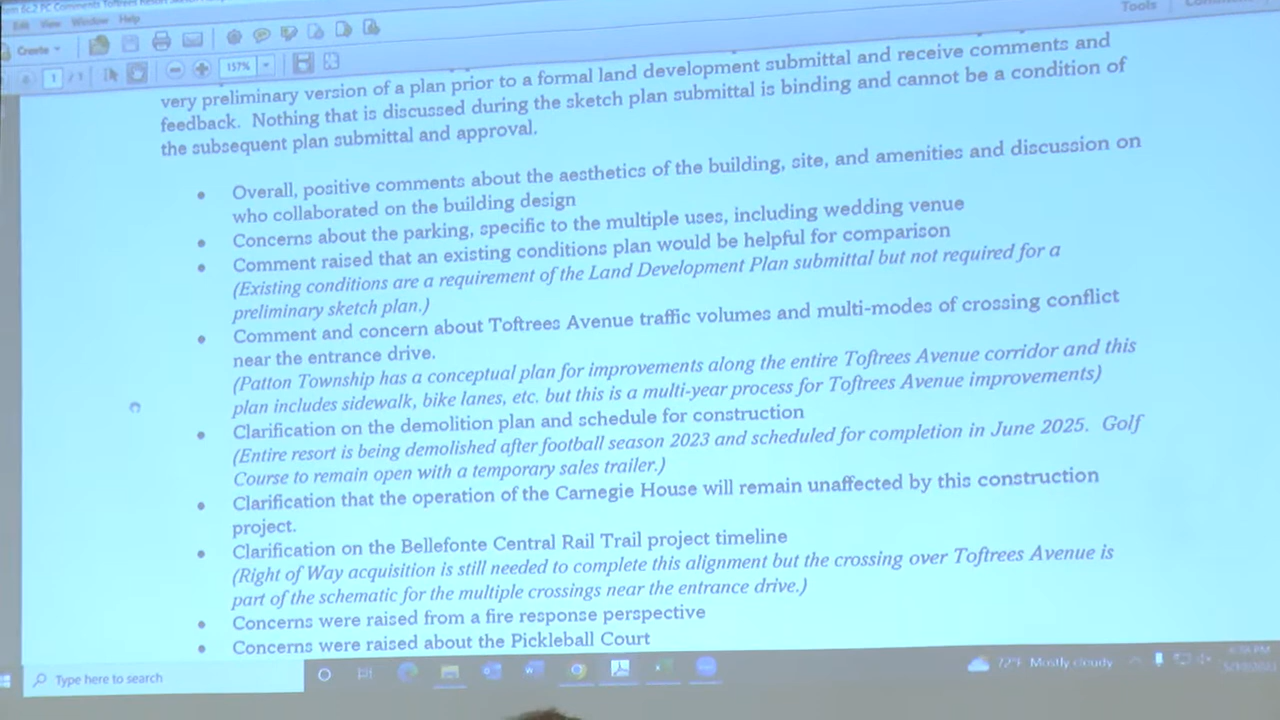 6c2 PC Comments Toftrees Resort
Edit View Window Help
Tools
Create
1 / 1 157%
very preliminary version of a plan prior to a formal land development submittal and receive comments and
feedback. Nothing that is discussed during the sketch plan submittal is binding and cannot be a condition of
the subsequent plan submittal and approval.
• Overall, positive comments about the aesthetics of the building, site, and amenities and discussion on
who collaborated on the building design
• Concerns about the parking, specific to the multiple uses, including wedding venue
• Comment raised that an existing conditions plan would be helpful for comparison
(Existing conditions are a requirement of the Land Development Plan submittal but not required for a
preliminary sketch plan.)
• Comment and concern about Toftrees Avenue traffic volumes and multi-modes of crossing conflict
near the entrance drive.
(Patton Township has a conceptual plan for improvements along the entire Toftrees Avenue corridor and this
plan includes sidewalk, bike lanes, etc. but this is a multi-year process for Toftrees Avenue improvements)
• Clarification on the demolition plan and schedule for construction
(Entire resort is being demolished after football season 2023 and scheduled for completion in June 2025. Golf
Course to remain open with a temporary sales trailer.)
• Clarification that the operation of the Carnegie House will remain unaffected by this construction
project.
• Clarification on the Bellefonte Central Rail Trail project timeline
(Right of Way acquisition is still needed to complete this alignment but the crossing over Toftrees Avenue is
part of the schematic for the multiple crossings near the entrance drive.)
• Concerns were raised from a fire response perspective
• Concerns were raised about the Pickleball Court
Type here to search
72°F Mostly cloudy